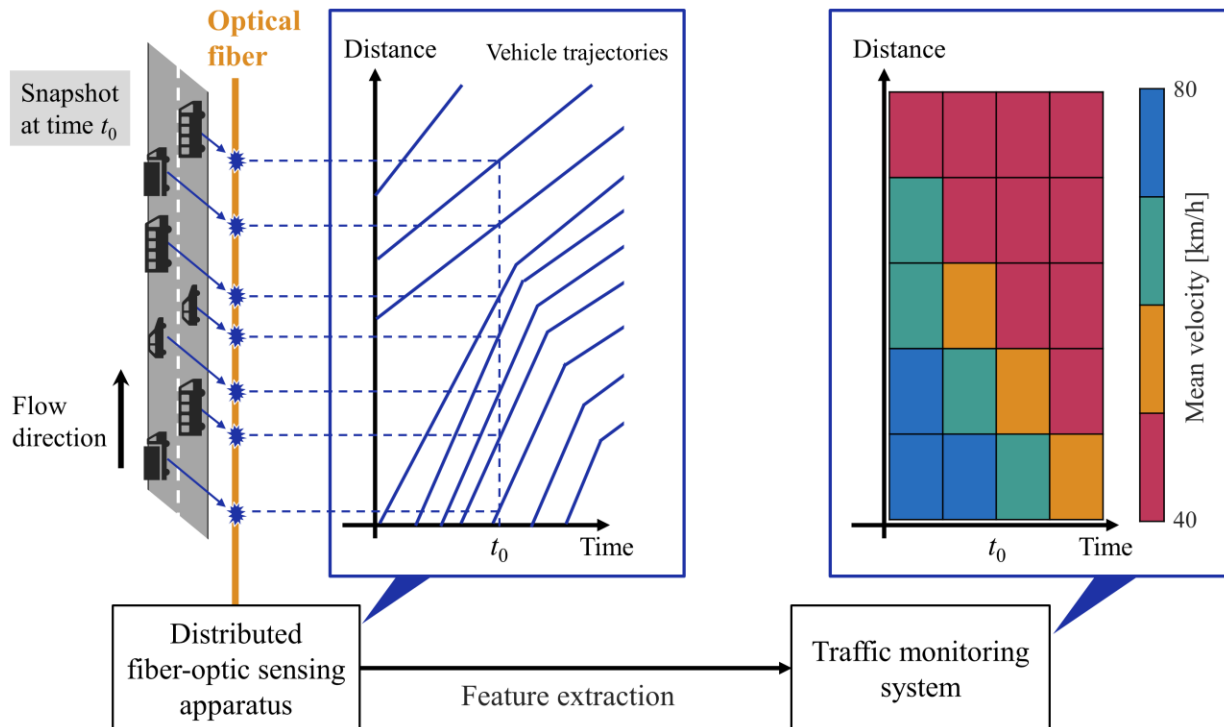 Optical
fiber
Snapshot
at time t₀
Flow
direction
Distance
Vehicle trajectories
t₀
Time
Distance
t₀
Time
80
Mean velocity [km/h]
40
Distributed
fiber-optic sensing
apparatus
Feature extraction
Traffic monitoring
system